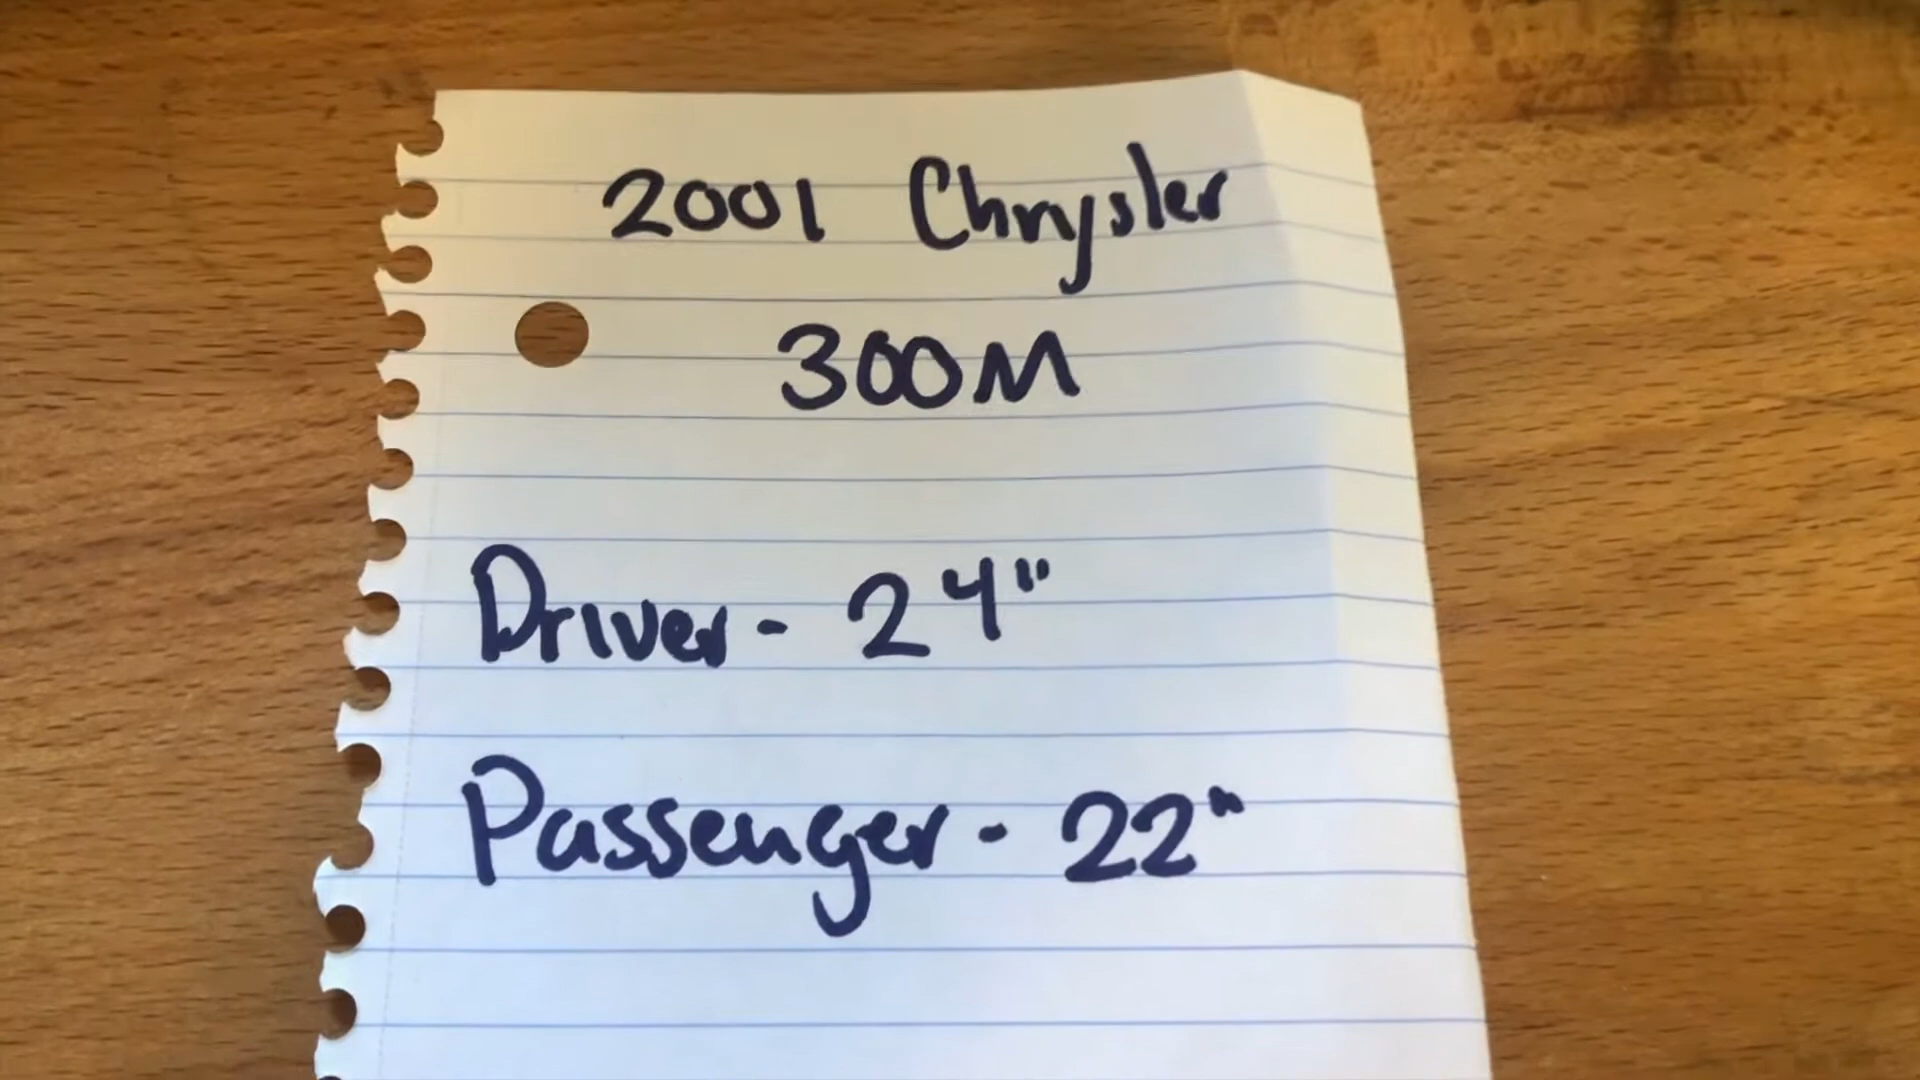 2001 Chrysler
300M
Driver - 24"
Passenger - 22"